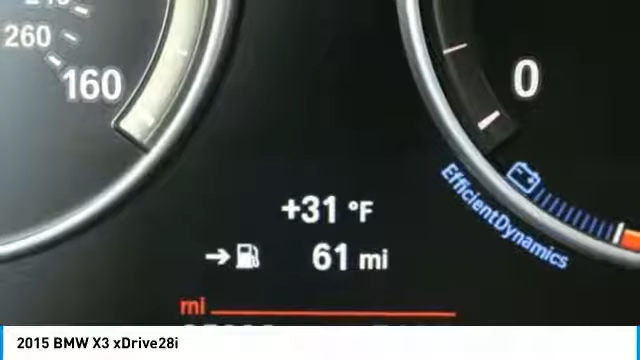 260
160
0
EfficientDynamics
+31 °F
61 mi
mi
2015 BMW X3 xDrive28i